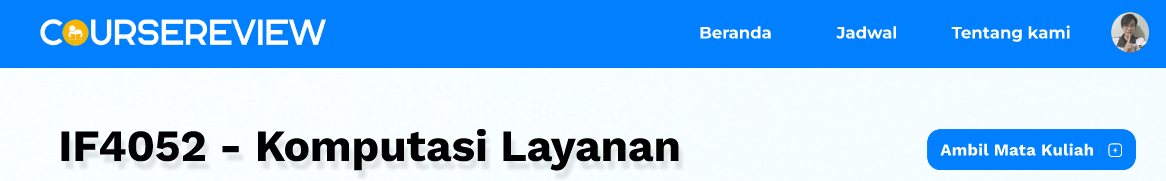 COURSEREVIEW
Beranda Jadwal Tentang kami
IF4052 - Komputasi Layanan
Ambil Mata Kuliah